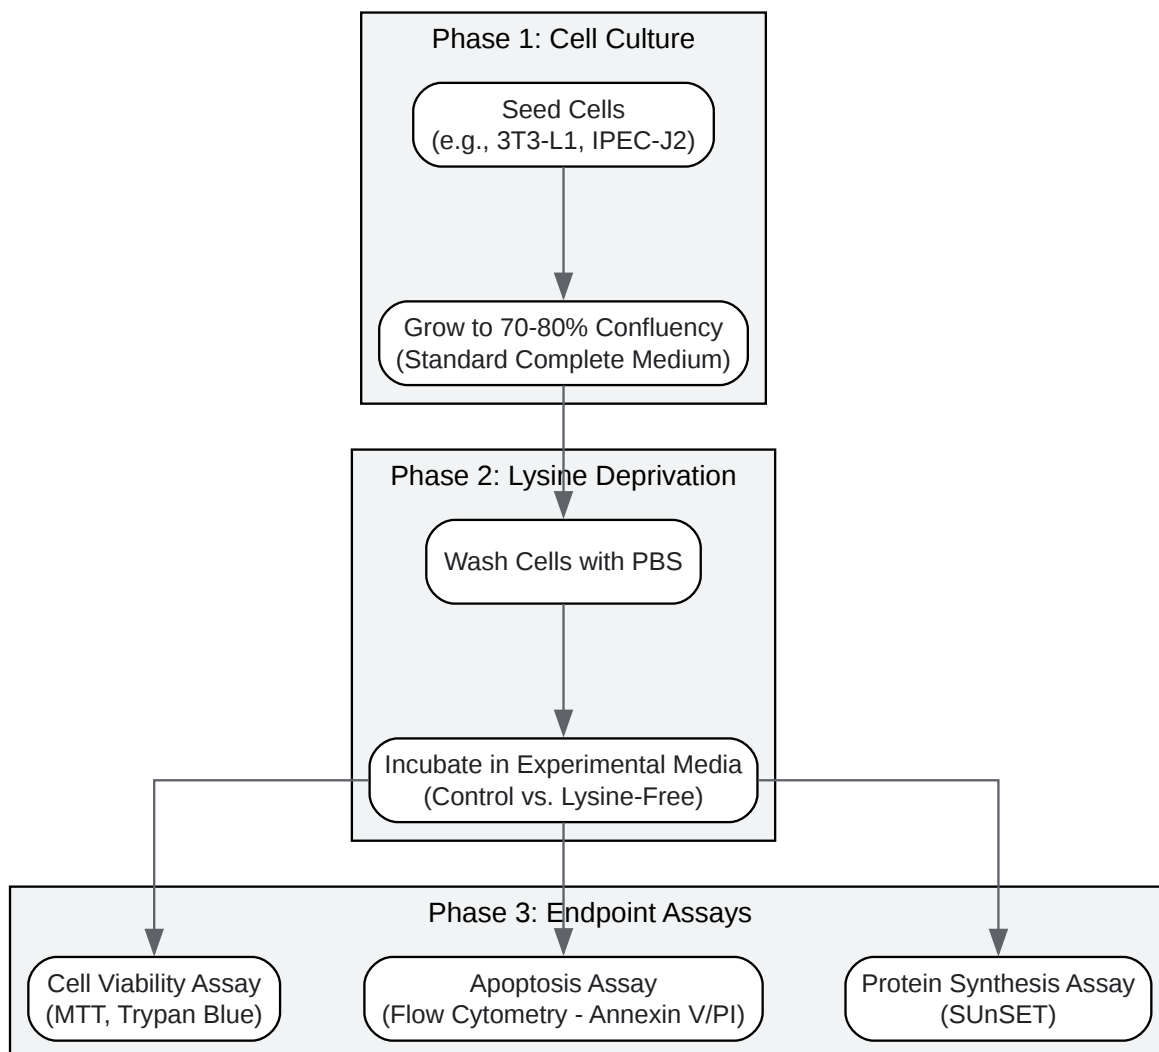 Phase 1: Cell Culture
Seed Cells
(e.g., 3T3-L1, IPEC-J2)
Grow to 70-80% Confluency
(Standard Complete Medium)
Phase 2: Lysine Deprivation
Wash Cells with PBS
Incubate in Experimental Media
(Control vs. Lysine-Free)
Phase 3: Endpoint Assays
Cell Viability Assay
(MTT, Trypan Blue)
Apoptosis Assay
(Flow Cytometry - Annexin V/PI)
Protein Synthesis Assay
(SUnSET)